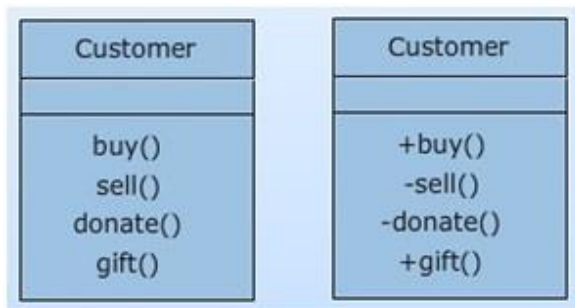 Customer
buy()
sell()
donate()
gift()
Customer
+buy()
-sell()
-donate()
+gift()